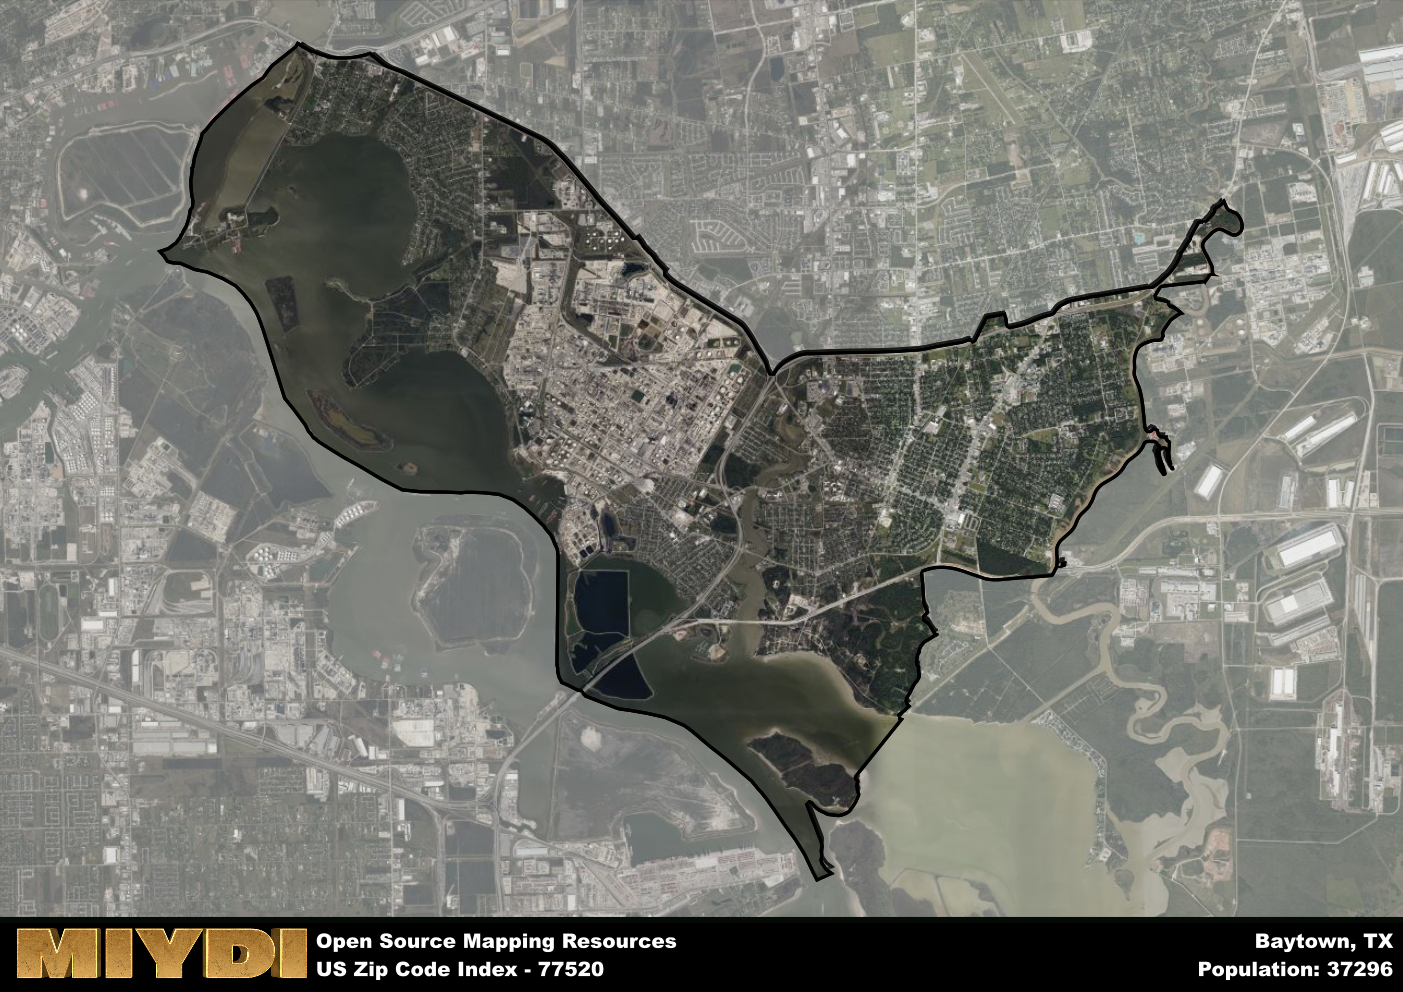 MIYDI
Open Source Mapping Resources
US Zip Code Index - 77520
Baytown, TX
Population: 37296